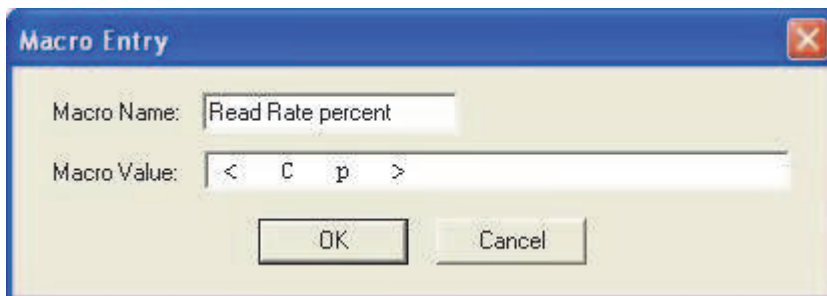 Macro Entry
Macro Name: Read Rate percent
Macro Value: < C p >
OK Cancel